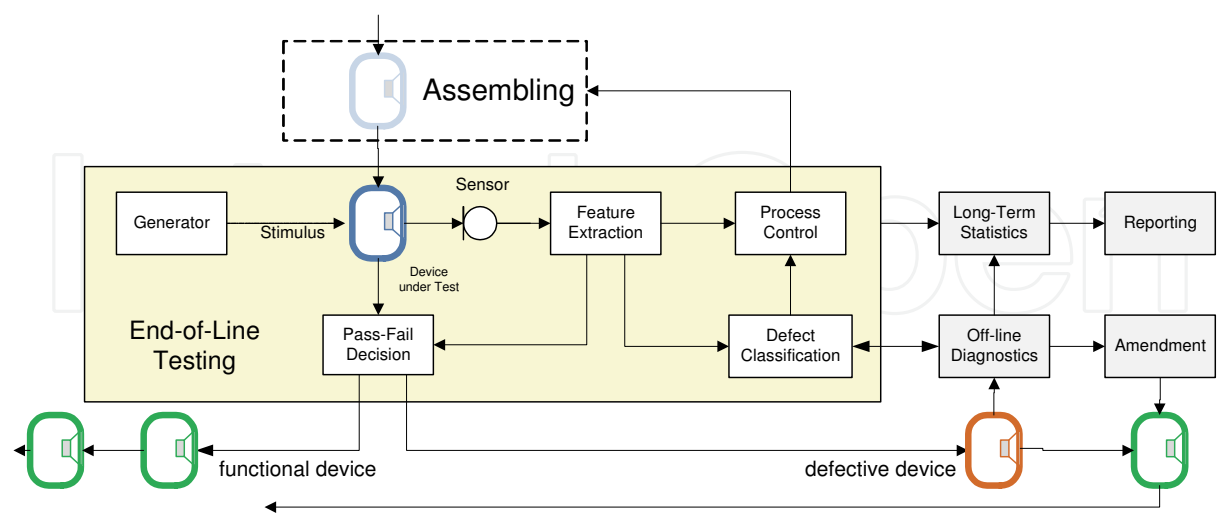 Assembling
Sensor
Generator
Stimulus
Feature
Extraction
Process
Control
Long-Term
Statistics
Reporting
Device
under Test
End-of-Line
Testing
Pass-Fail
Decision
Defect
Classification
Off-line
Diagnostics
Amendment
functional device
defective device